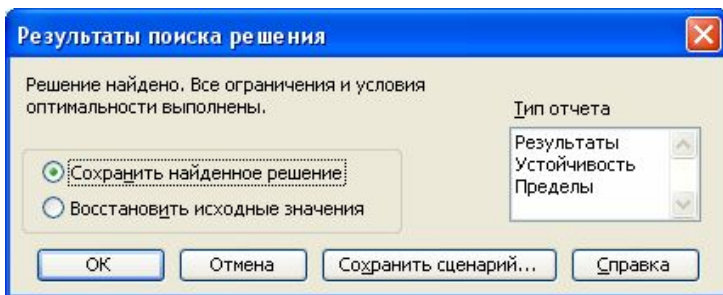 Результаты поиска решения
Решение найдено. Все ограничения и условия
оптимальности выполнены.
Тип отчета
Результаты
Устойчивость
Пределы
Сохранить найденное решение
Восстановить исходные значения
ОК
Отмена
Сохранить сценарий...
Справка